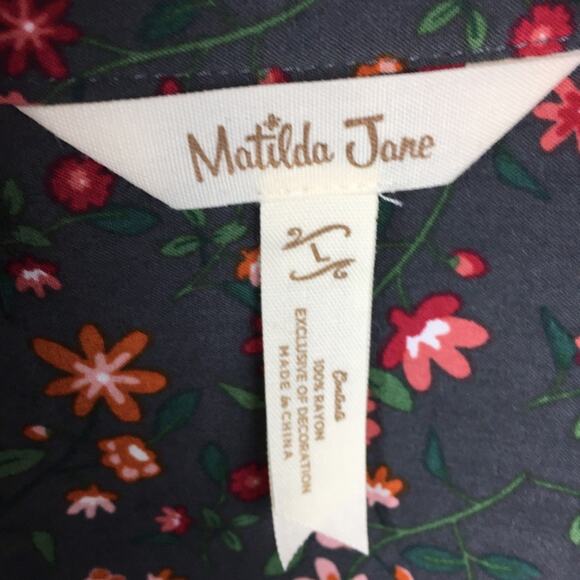 Matilda Jane
L
Contents
100% RAYON
EXCLUSIVE OF DECORATION
MADE in CHINA